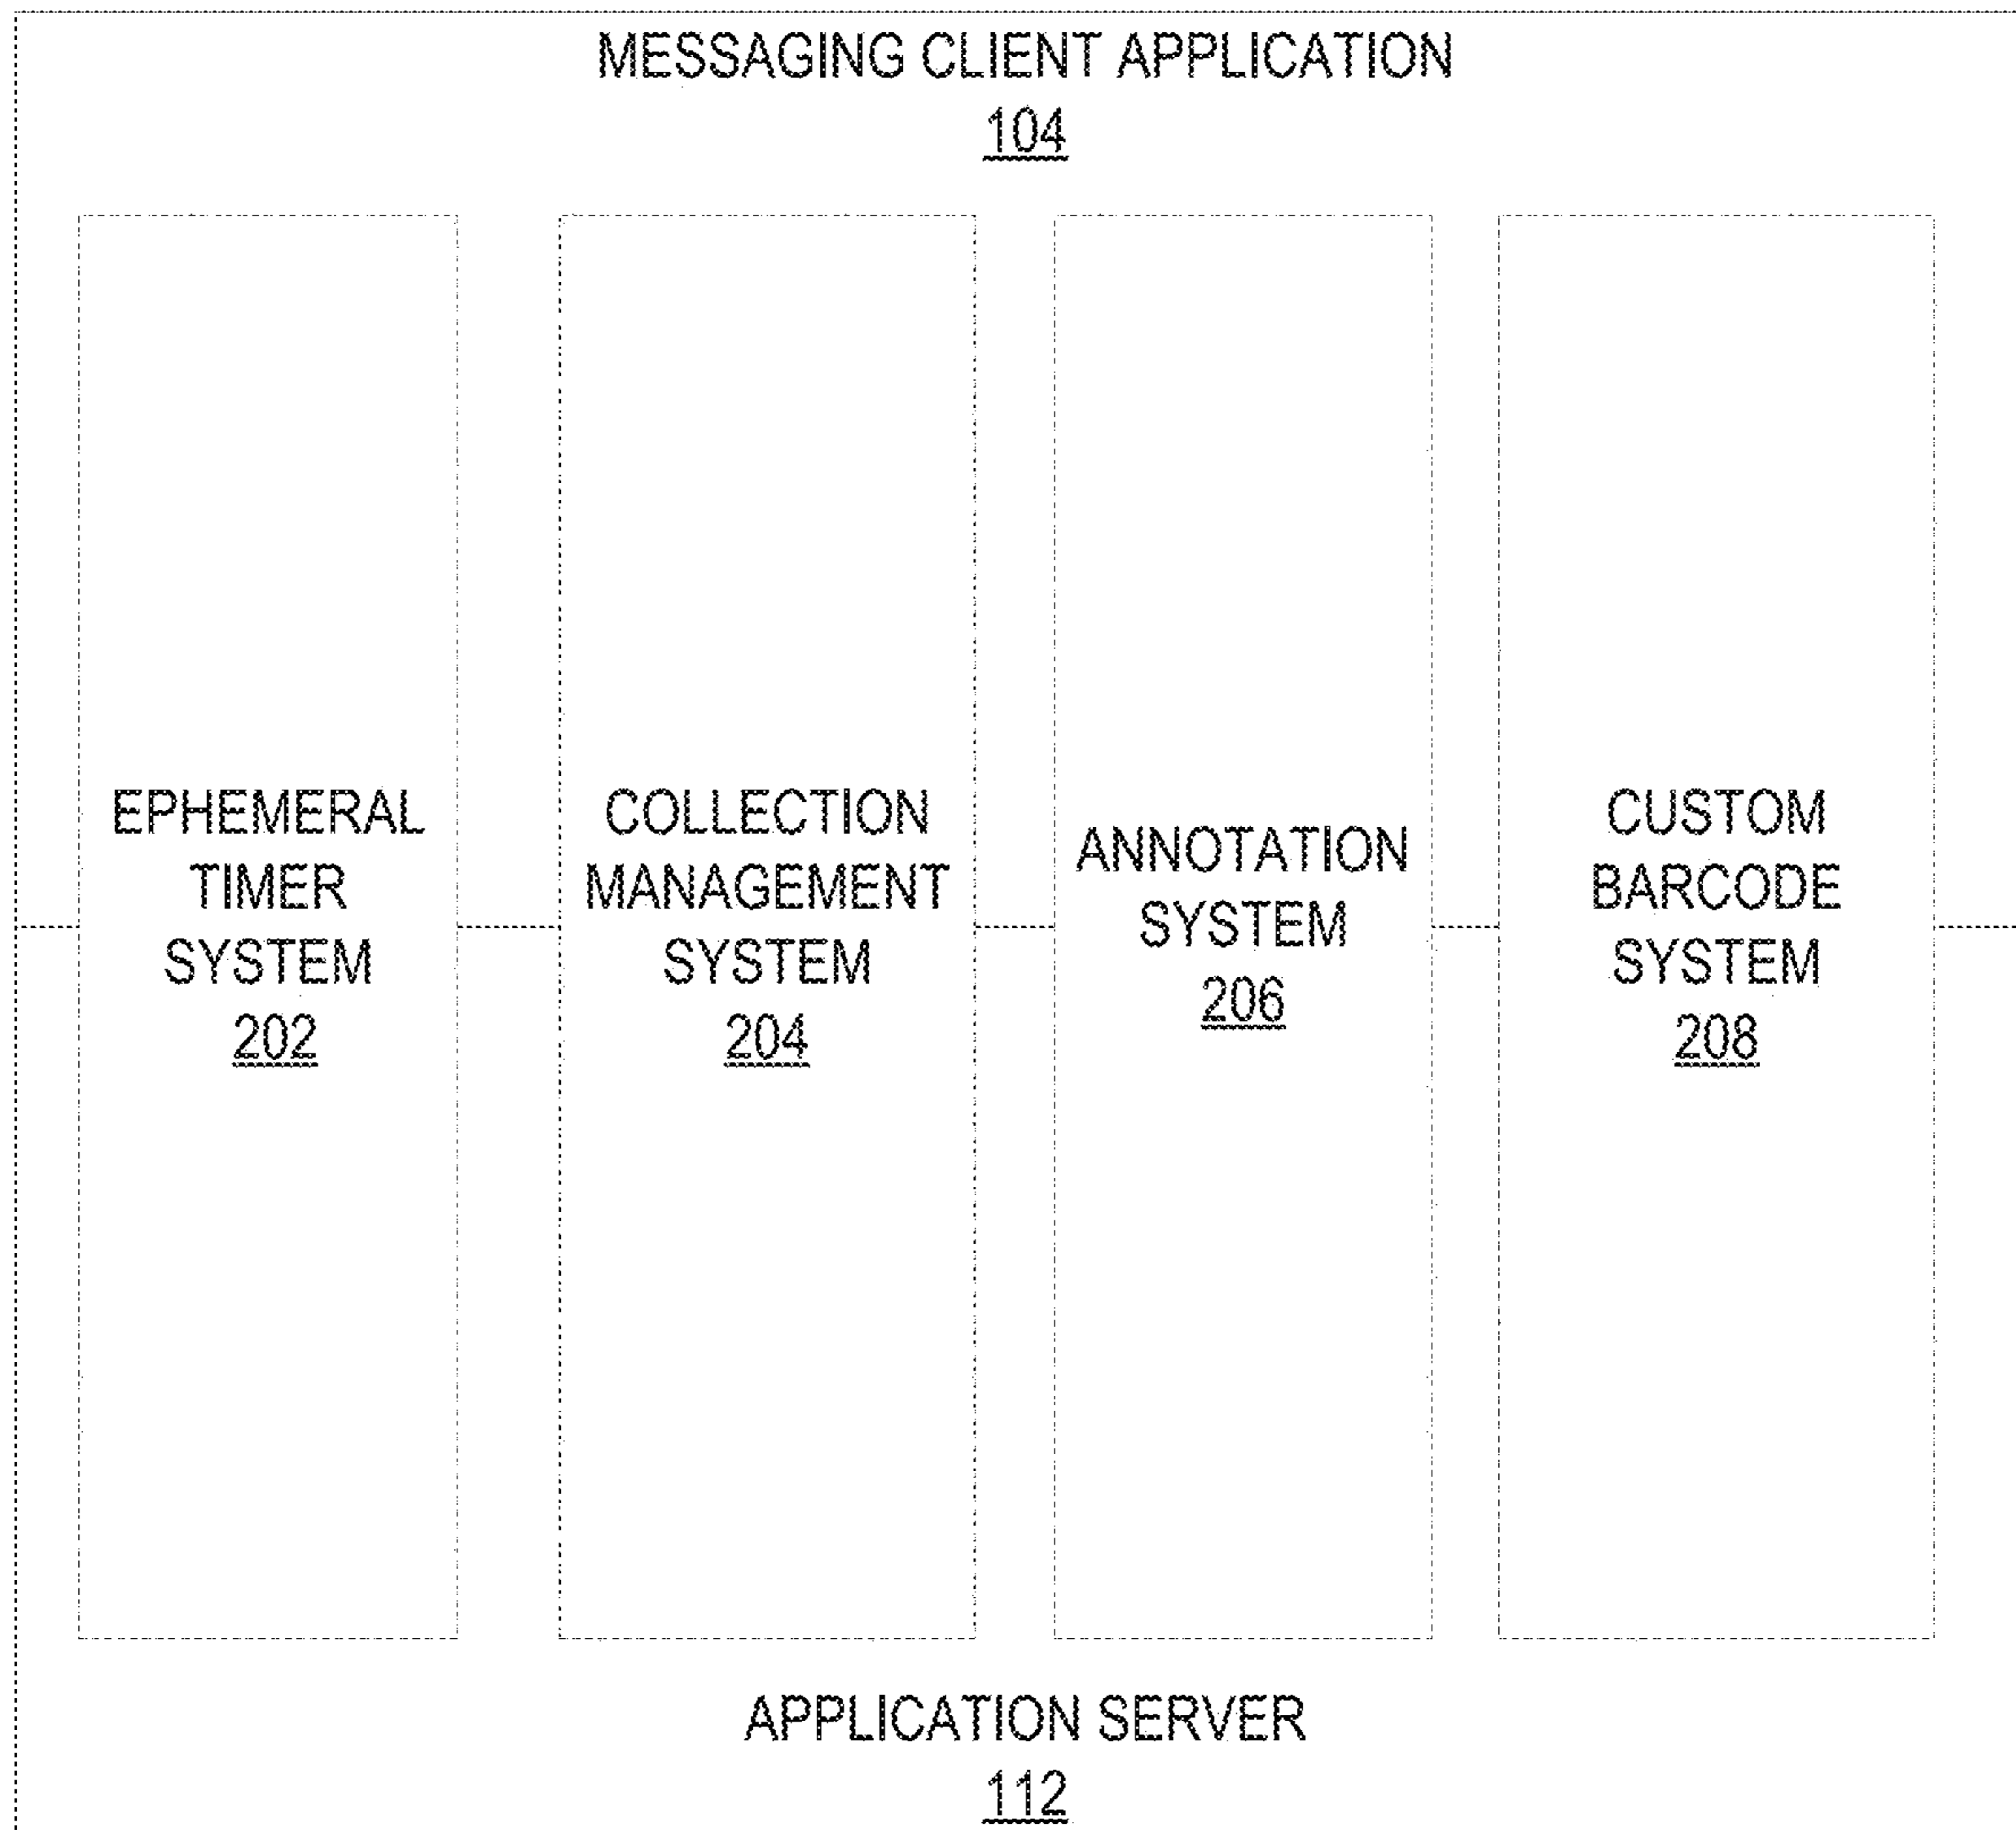 MESSAGING CLIENT APPLICATION
104
EPHEMERAL
TIMER
SYSTEM
202
COLLECTION
MANAGEMENT
SYSTEM
204
ANNOTATION
SYSTEM
206
CUSTOM
BARCODE
SYSTEM
208
APPLICATION SERVER
112